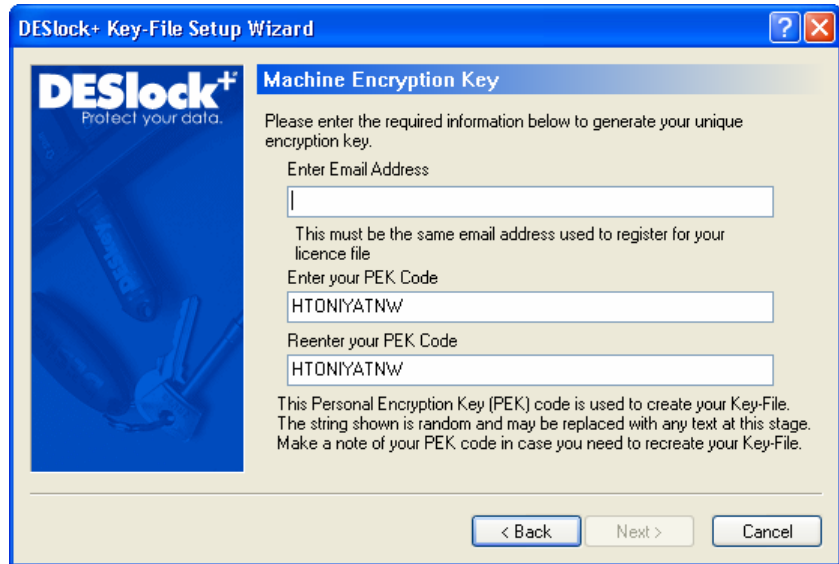 DESlock+ Key-File Setup Wizard
DESlock+
Protect your data.
Machine Encryption Key
Please enter the required information below to generate your unique
encryption key.
Enter Email Address
This must be the same email address used to register for your
licence file
Enter your PEK Code
HTONIYATNW
Reenter your PEK Code
HTONIYATNW
This Personal Encryption Key (PEK) code is used to create your Key-File.
The string shown is random and may be replaced with any text at this stage.
Make a note of your PEK code in case you need to recreate your Key-File.
< Back
Next >
Cancel